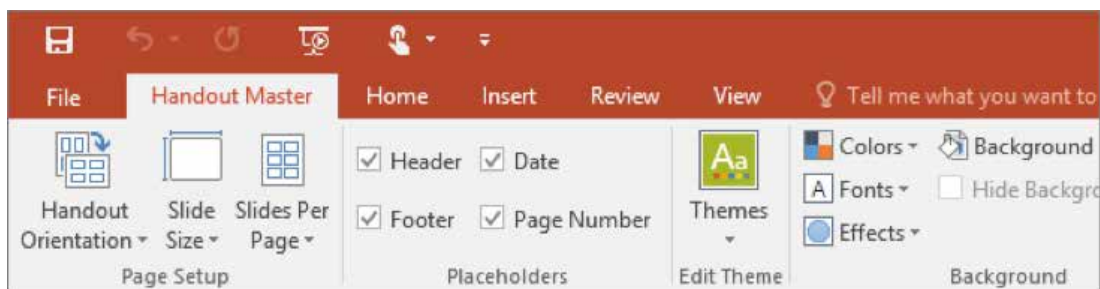 File Handout Master Home Insert Review View Tell me what you want to
Header Date Aa Colors Background
Handout Slide Slides Per Themes A Fonts Hide Backgro
Orientation Size Page Footer Page Number Effects
Page Setup Placeholders Edit Theme Background